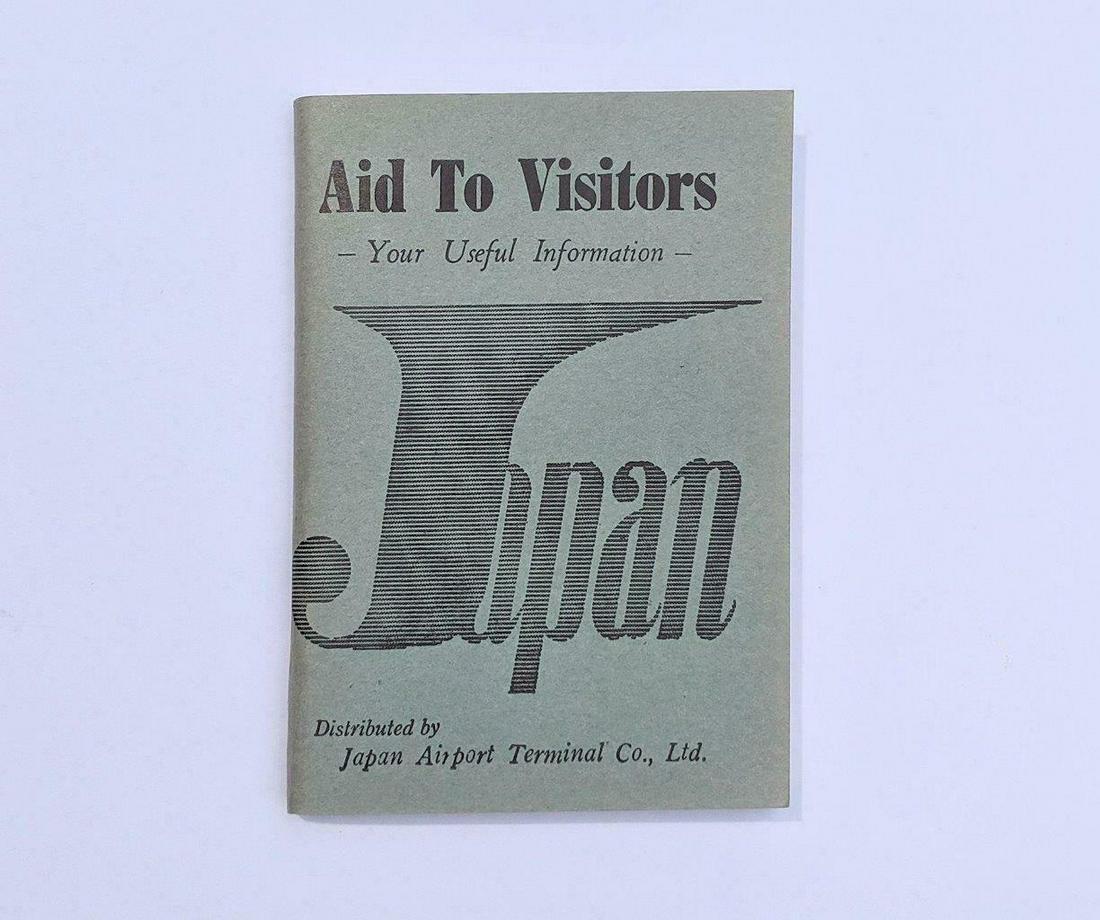 Aid To Visitors
– Your Useful Information –
Japan
Distributed by
Japan Airport Terminal Co., Ltd.